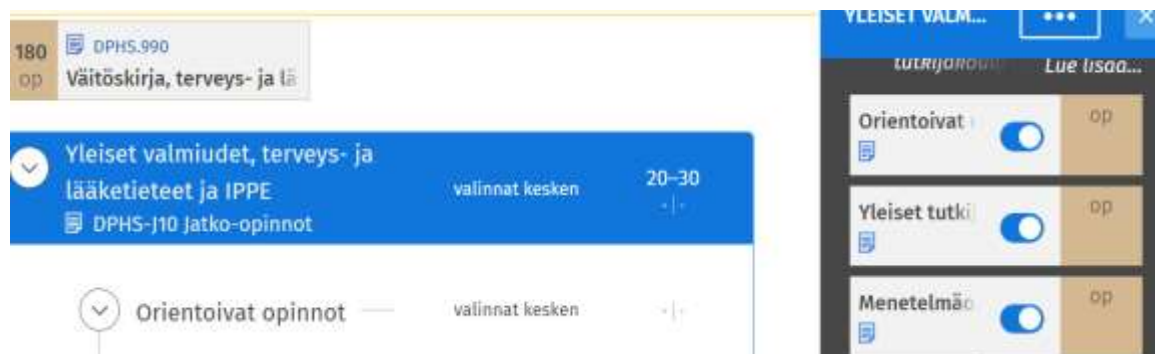 180
op
DPHS.990
Väitöskirja, terveys- ja lä
Yleiset valmiudet, terveys- ja
lääketieteet ja IPPE
DPHS-J10 Jatko-opinnot
valinnat kesken
20–30
-|-
Orientoivat opinnot
valinnat kesken
-|-
YLEISET VALM...
Lue lisää...
Orientoivat
op
Yleiset tutki
op
Menetelmäo
op